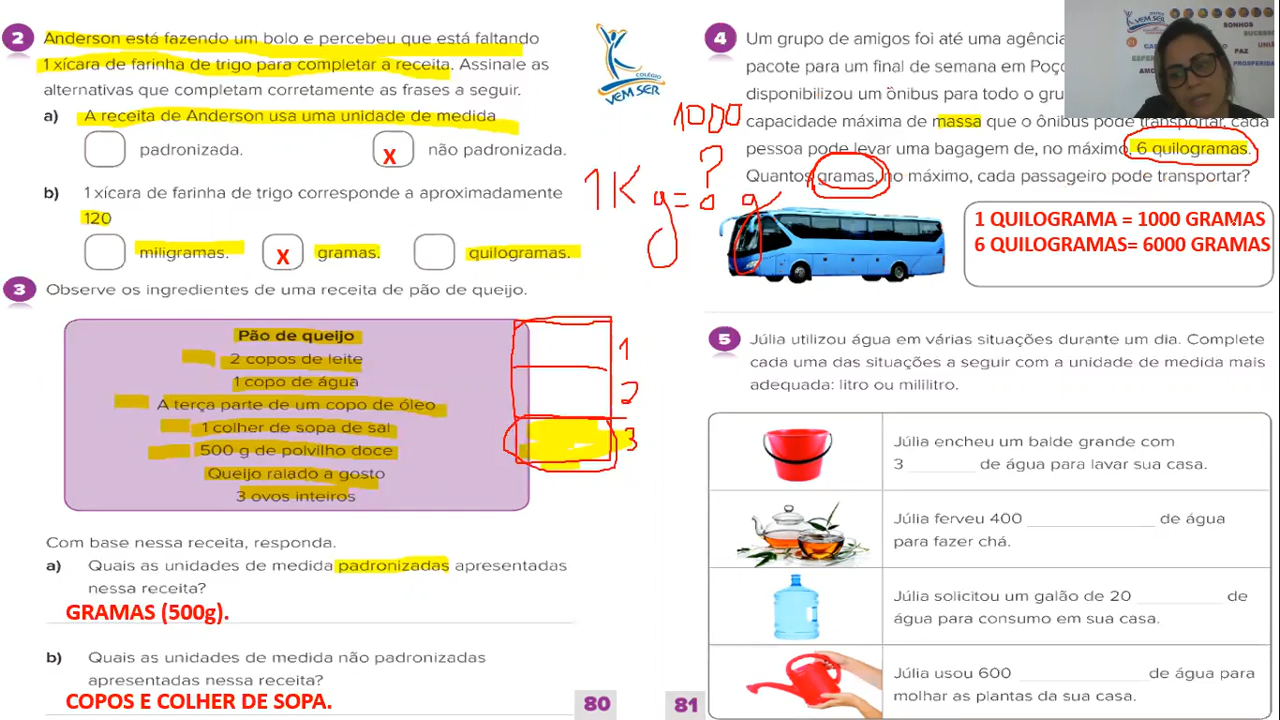 2 Anderson está fazendo um bolo e percebeu que está faltando
1 xícara de farinha de trigo para completar a receita. Assinale as
alternativas que completam corretamente as frases a seguir.
a) A receita de Anderson usa uma unidade de medida
padronizada.
X não padronizada.
b) 1 xícara de farinha de trigo corresponde a aproximadamente
120
miligramas. X gramas. quilogramas.
3 Observe os ingredientes de uma receita de pão de queijo.
Pão de queijo
2 copos de leite
1 copo de água
A terça parte de um copo de óleo
1 colher de sopa de sal
500 g de polvilho doce
Queijo ralado a gosto
3 ovos inteiros
1
2
3
Com base nessa receita, responda.
a) Quais as unidades de medida padronizadas apresentadas
nessa receita?
GRAMAS (500g).
b) Quais as unidades de medida não padronizadas
apresentadas nessa receita?
COPOS E COLHER DE SOPA.
80
COLÉGIO
VEM SER
1000
1Kg=? g
4 Um grupo de amigos foi até uma agência
pacote para um final de semana em Poço
disponibilizou um ônibus para todo o gru
capacidade máxima de massa que o ônibus pode transportar, cada
pessoa pode levar uma bagagem de, no máximo, 6 quilogramas.
Quantos gramas, no máximo, cada passageiro pode transportar?
1 QUILOGRAMA = 1000 GRAMAS
6 QUILOGRAMAS= 6000 GRAMAS
5 Júlia utilizou água em várias situações durante um dia. Complete
cada uma das situações a seguir com a unidade de medida mais
adequada: litro ou mililitro.
Júlia encheu um balde grande com
3 __________ de água para lavar sua casa.
Júlia ferveu 400 __________ de água
para fazer chá.
Júlia solicitou um galão de 20 __________ de
água para consumo em sua casa.
Júlia usou 600 __________ de água para
molhar as plantas da sua casa.
81
VEM SER
SONHOS
PAZ